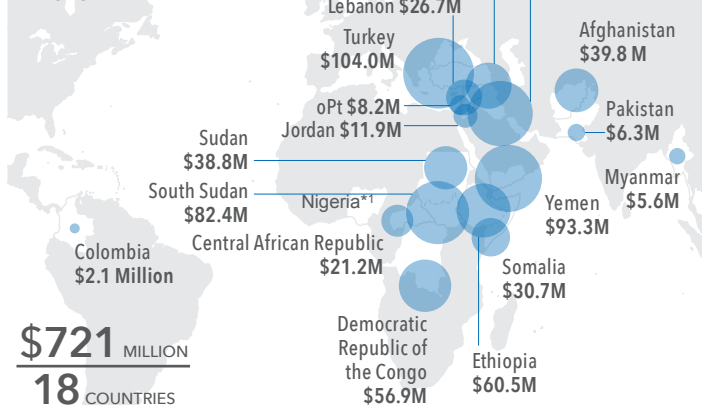 Lebanon $26.7M
Turkey
$104.0M
Afghanistan
$39.8 M
oPt $8.2M
Jordan $11.9M
Pakistan
$6.3M
Sudan
$38.8M
Myanmar
$5.6M
South Sudan
$82.4M
Nigeria*1
Yemen
$93.3M
Central African Republic
$21.2M
Colombia
$2.1 Million
Somalia
$30.7M
Democratic
Republic of
the Congo
$56.9M
Ethiopia
$60.5M
$721 MILLION
18 COUNTRIES